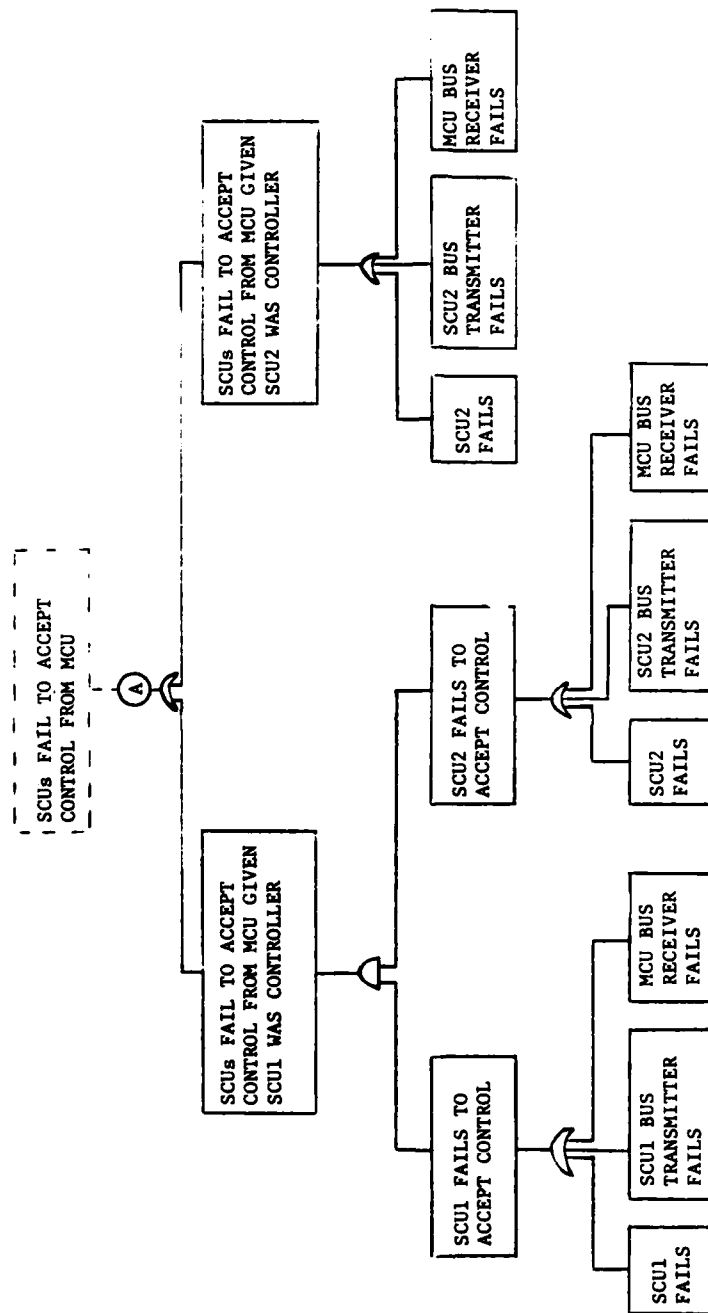 SCUs FAIL TO ACCEPT
CONTROL FROM MCU
A
SCUs FAIL TO ACCEPT
CONTROL FROM MCU GIVEN
SCU1 WAS CONTROLLER
SCUs FAIL TO ACCEPT
CONTROL FROM MCU GIVEN
SCU2 WAS CONTROLLER
SCU1 FAILS TO
ACCEPT CONTROL
SCU2 FAILS TO
ACCEPT CONTROL
SCU2
FAILS
SCU2 BUS
TRANSMITTER
FAILS
MCU BUS
RECEIVER
FAILS
SCU1
FAILS
SCU1 BUS
TRANSMITTER
FAILS
MCU BUS
RECEIVER
FAILS
SCU2
FAILS
SCU2 BUS
TRANSMITTER
FAILS
MCU BUS
RECEIVER
FAILS